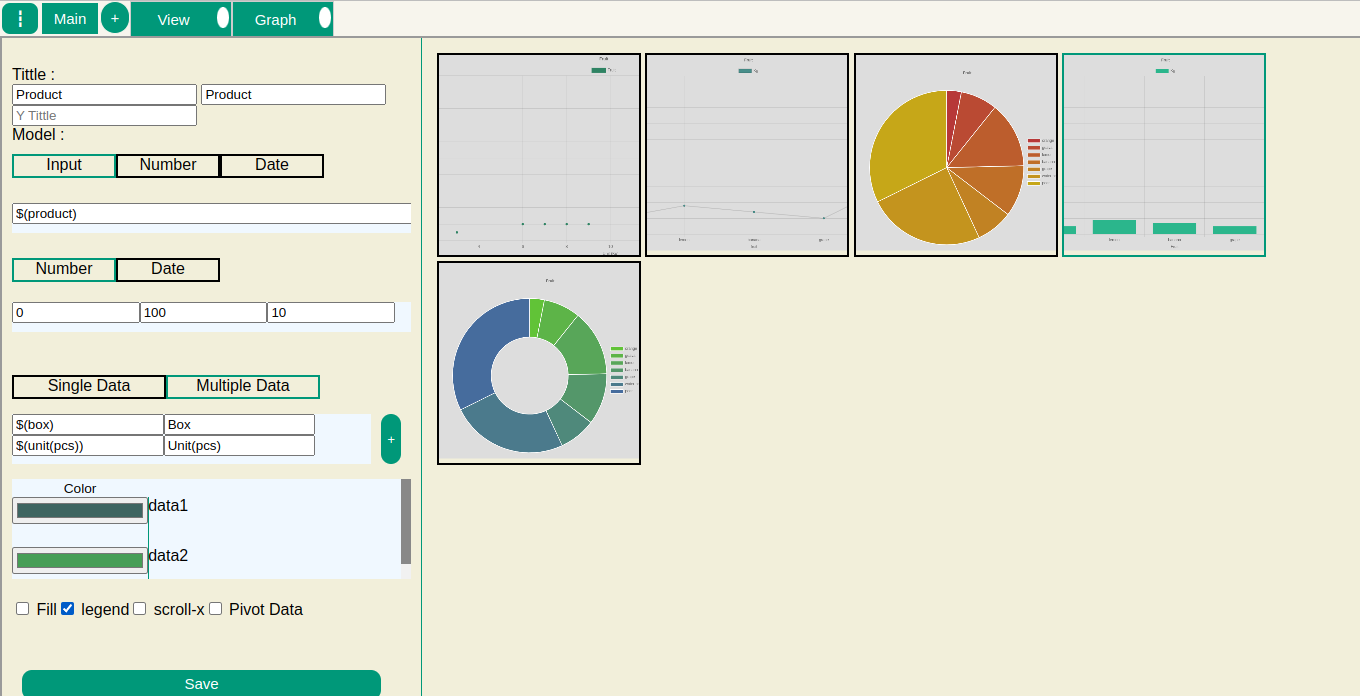 Main + View Graph
Tittle :
Product Product
Y Tittle
Model :
Input Number Date
$(product)
Number Date
0 100 10
Single Data Multiple Data
$(box) Box
$(unit(pcs)) Unit(pcs)
+
Color
data1
data2
Fill legend scroll-x Pivot Data
Save
Fruit